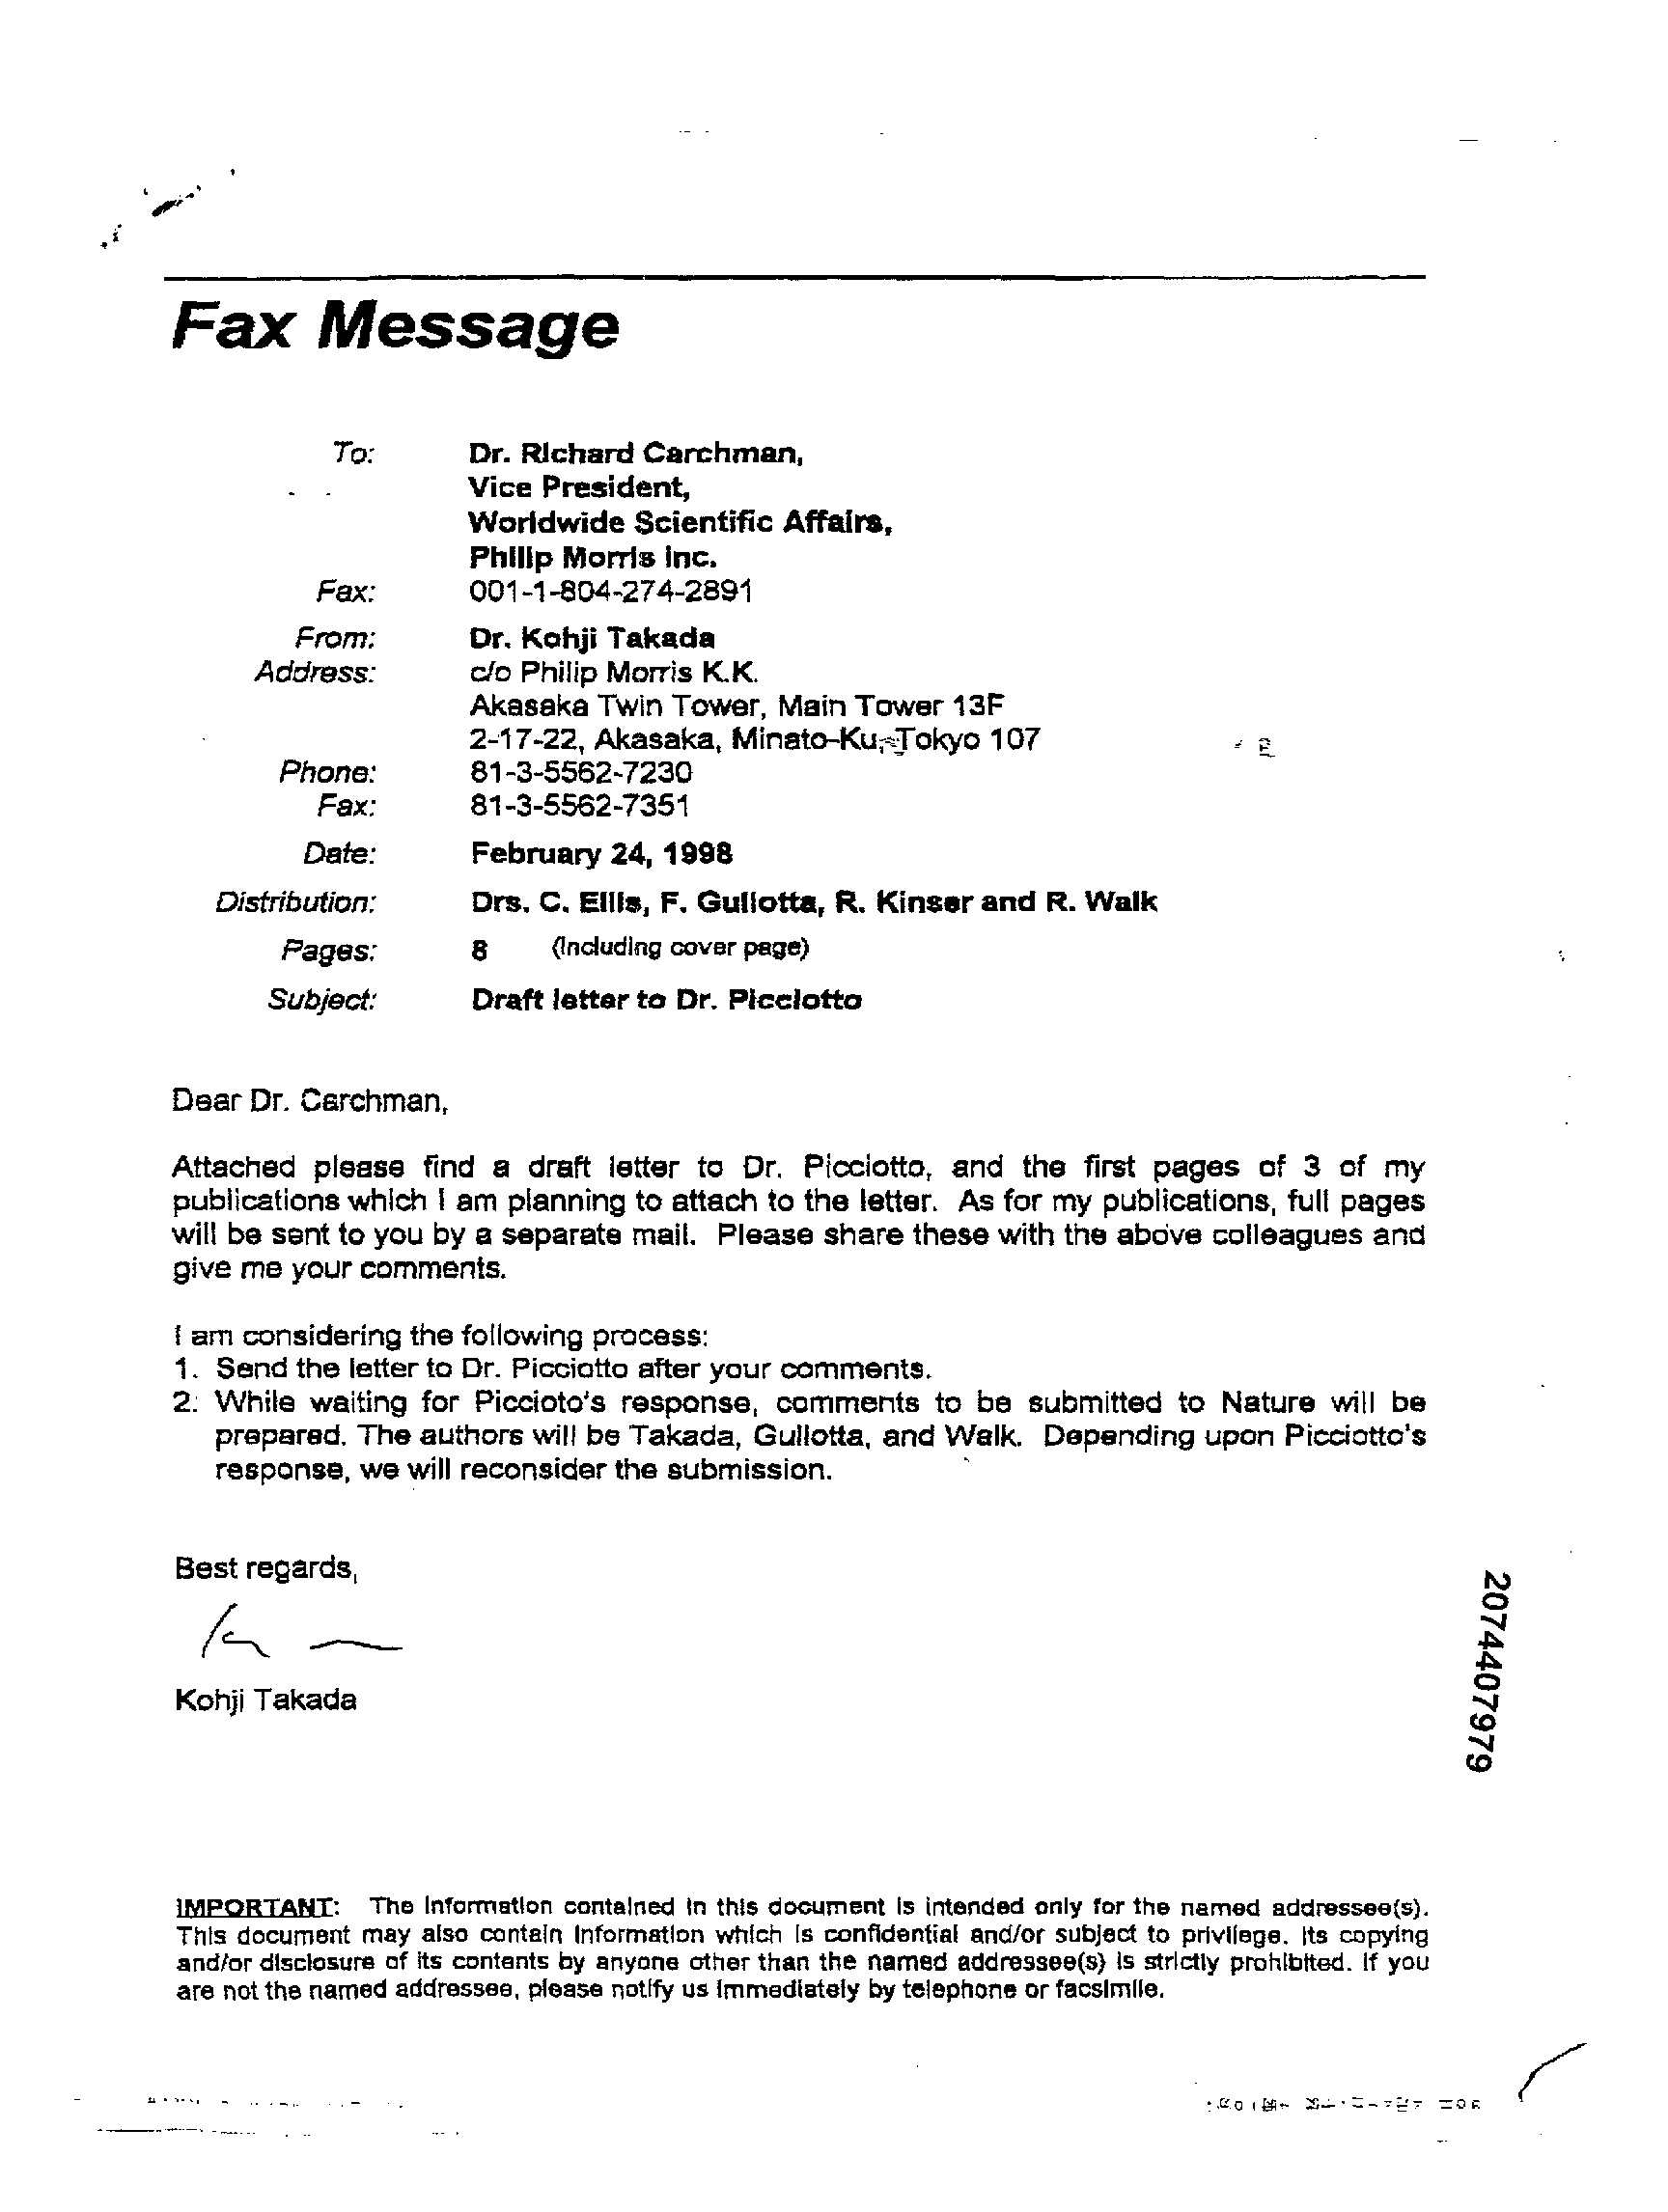 Fax Message
To: Dr. Richard Carchman,
Vice President,
Worldwide Scientific Affairs,
Philip Morris Inc.
Fax: 001-1-804-274-2891
From: Dr. Kohji Takada
Address: c/o Philip Morris K.K.
Akasaka Twin Tower, Main Tower 13F
2-17-22, Akasaka, Minato-Ku, Tokyo 107
Phone: 81-3-5562-7230
Fax: 81-3-5562-7351
Date: February 24, 1998
Distribution: Drs. C. Ellis, F. Gullotta, R. Kinser and R. Walk
Pages: 8 (Including cover page)
Subject: Draft letter to Dr. Picciotto
Dear Dr. Carchman,
Attached please find a draft letter to Dr. Picciotto, and the first pages of 3 of my
publications which I am planning to attach to the letter. As for my publications, full pages
will be sent to you by a separate mail. Please share these with the above colleagues and
give me your comments.
I am considering the following process:
1. Send the letter to Dr. Picciotto after your comments.
2. While waiting for Piccioto's response, comments to be submitted to Nature will be
prepared. The authors will be Takada, Gullotta, and Walk. Depending upon Picciotto's
response, we will reconsider the submission.
Best regards,
Kohji Takada
2074407979
IMPORTANT: The information contained in this document is intended only for the named addressee(s).
This document may also contain information which is confidential and/or subject to privilege. Its copying
and/or disclosure of its contents by anyone other than the named addressee(s) is strictly prohibited. If you
are not the named addressee, please notify us immediately by telephone or facsimile.